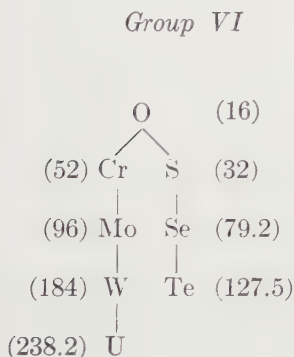 Group VI
O (16)
(52) Cr S (32)
(96) Mo Se (79.2)
(184) W Te (127.5)
(238.2) U